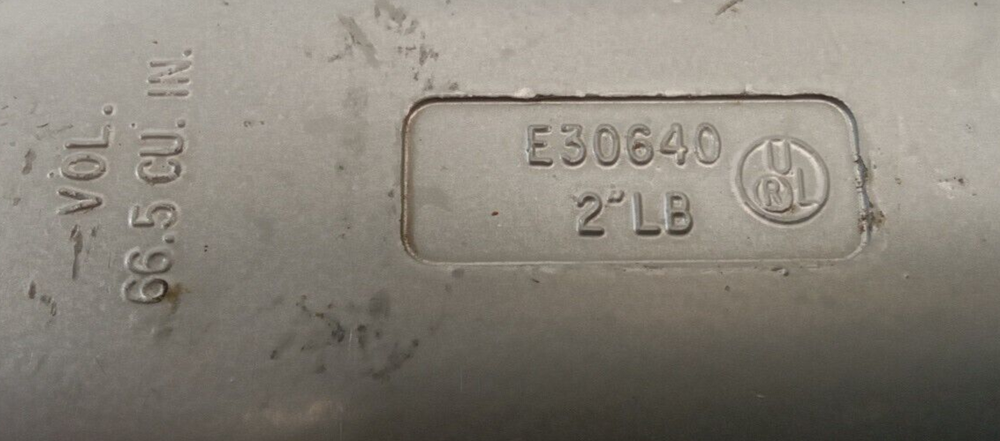 VOL.
66.5 CU. IN.
E30640
2" LB
UL
®